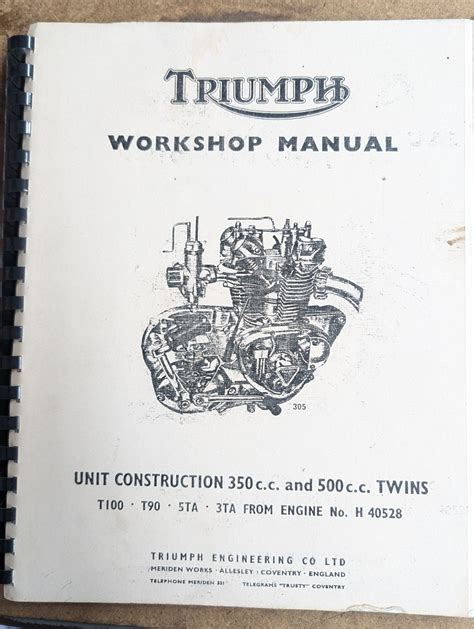 TRIUMPH
WORKSHOP MANUAL
305
UNIT CONSTRUCTION 350 c.c. and 500 c.c. TWINS
T100 · T90 · 5TA · 3TA FROM ENGINE No. H 40528
TRIUMPH ENGINEERING CO LTD
MERIDEN WORKS · ALLESLEY · COVENTRY · ENGLAND
TELEPHONE MERIDEN 331 TELEGRAMS "TRUSTY" COVENTRY